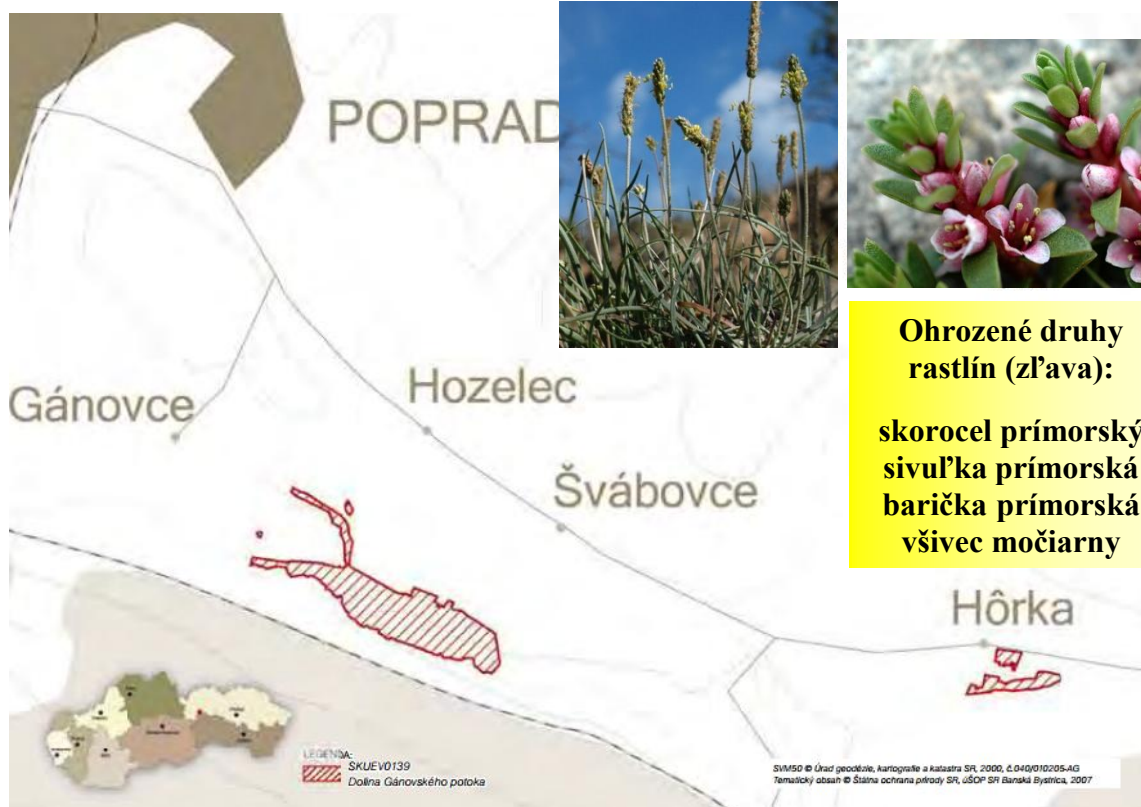 POPRAD
Ohrozené druhy
rastlín (zľava):
skorocel prímorský
sivuľka prímorská
barička prímorská
všivec močiarny
Gánovce
Hozelec
Švábovce
Hôrka
LEGENDA:
SKUEV0139
Dolina Gánovského potoka
SVM50 © Úrad geodézie, kartografie a katastra SR, 2000, č.040/010205-AG
Tematický obsah © Štátna ochrana prírody SR, ÚŠOP SR Banská Bystrica, 2007